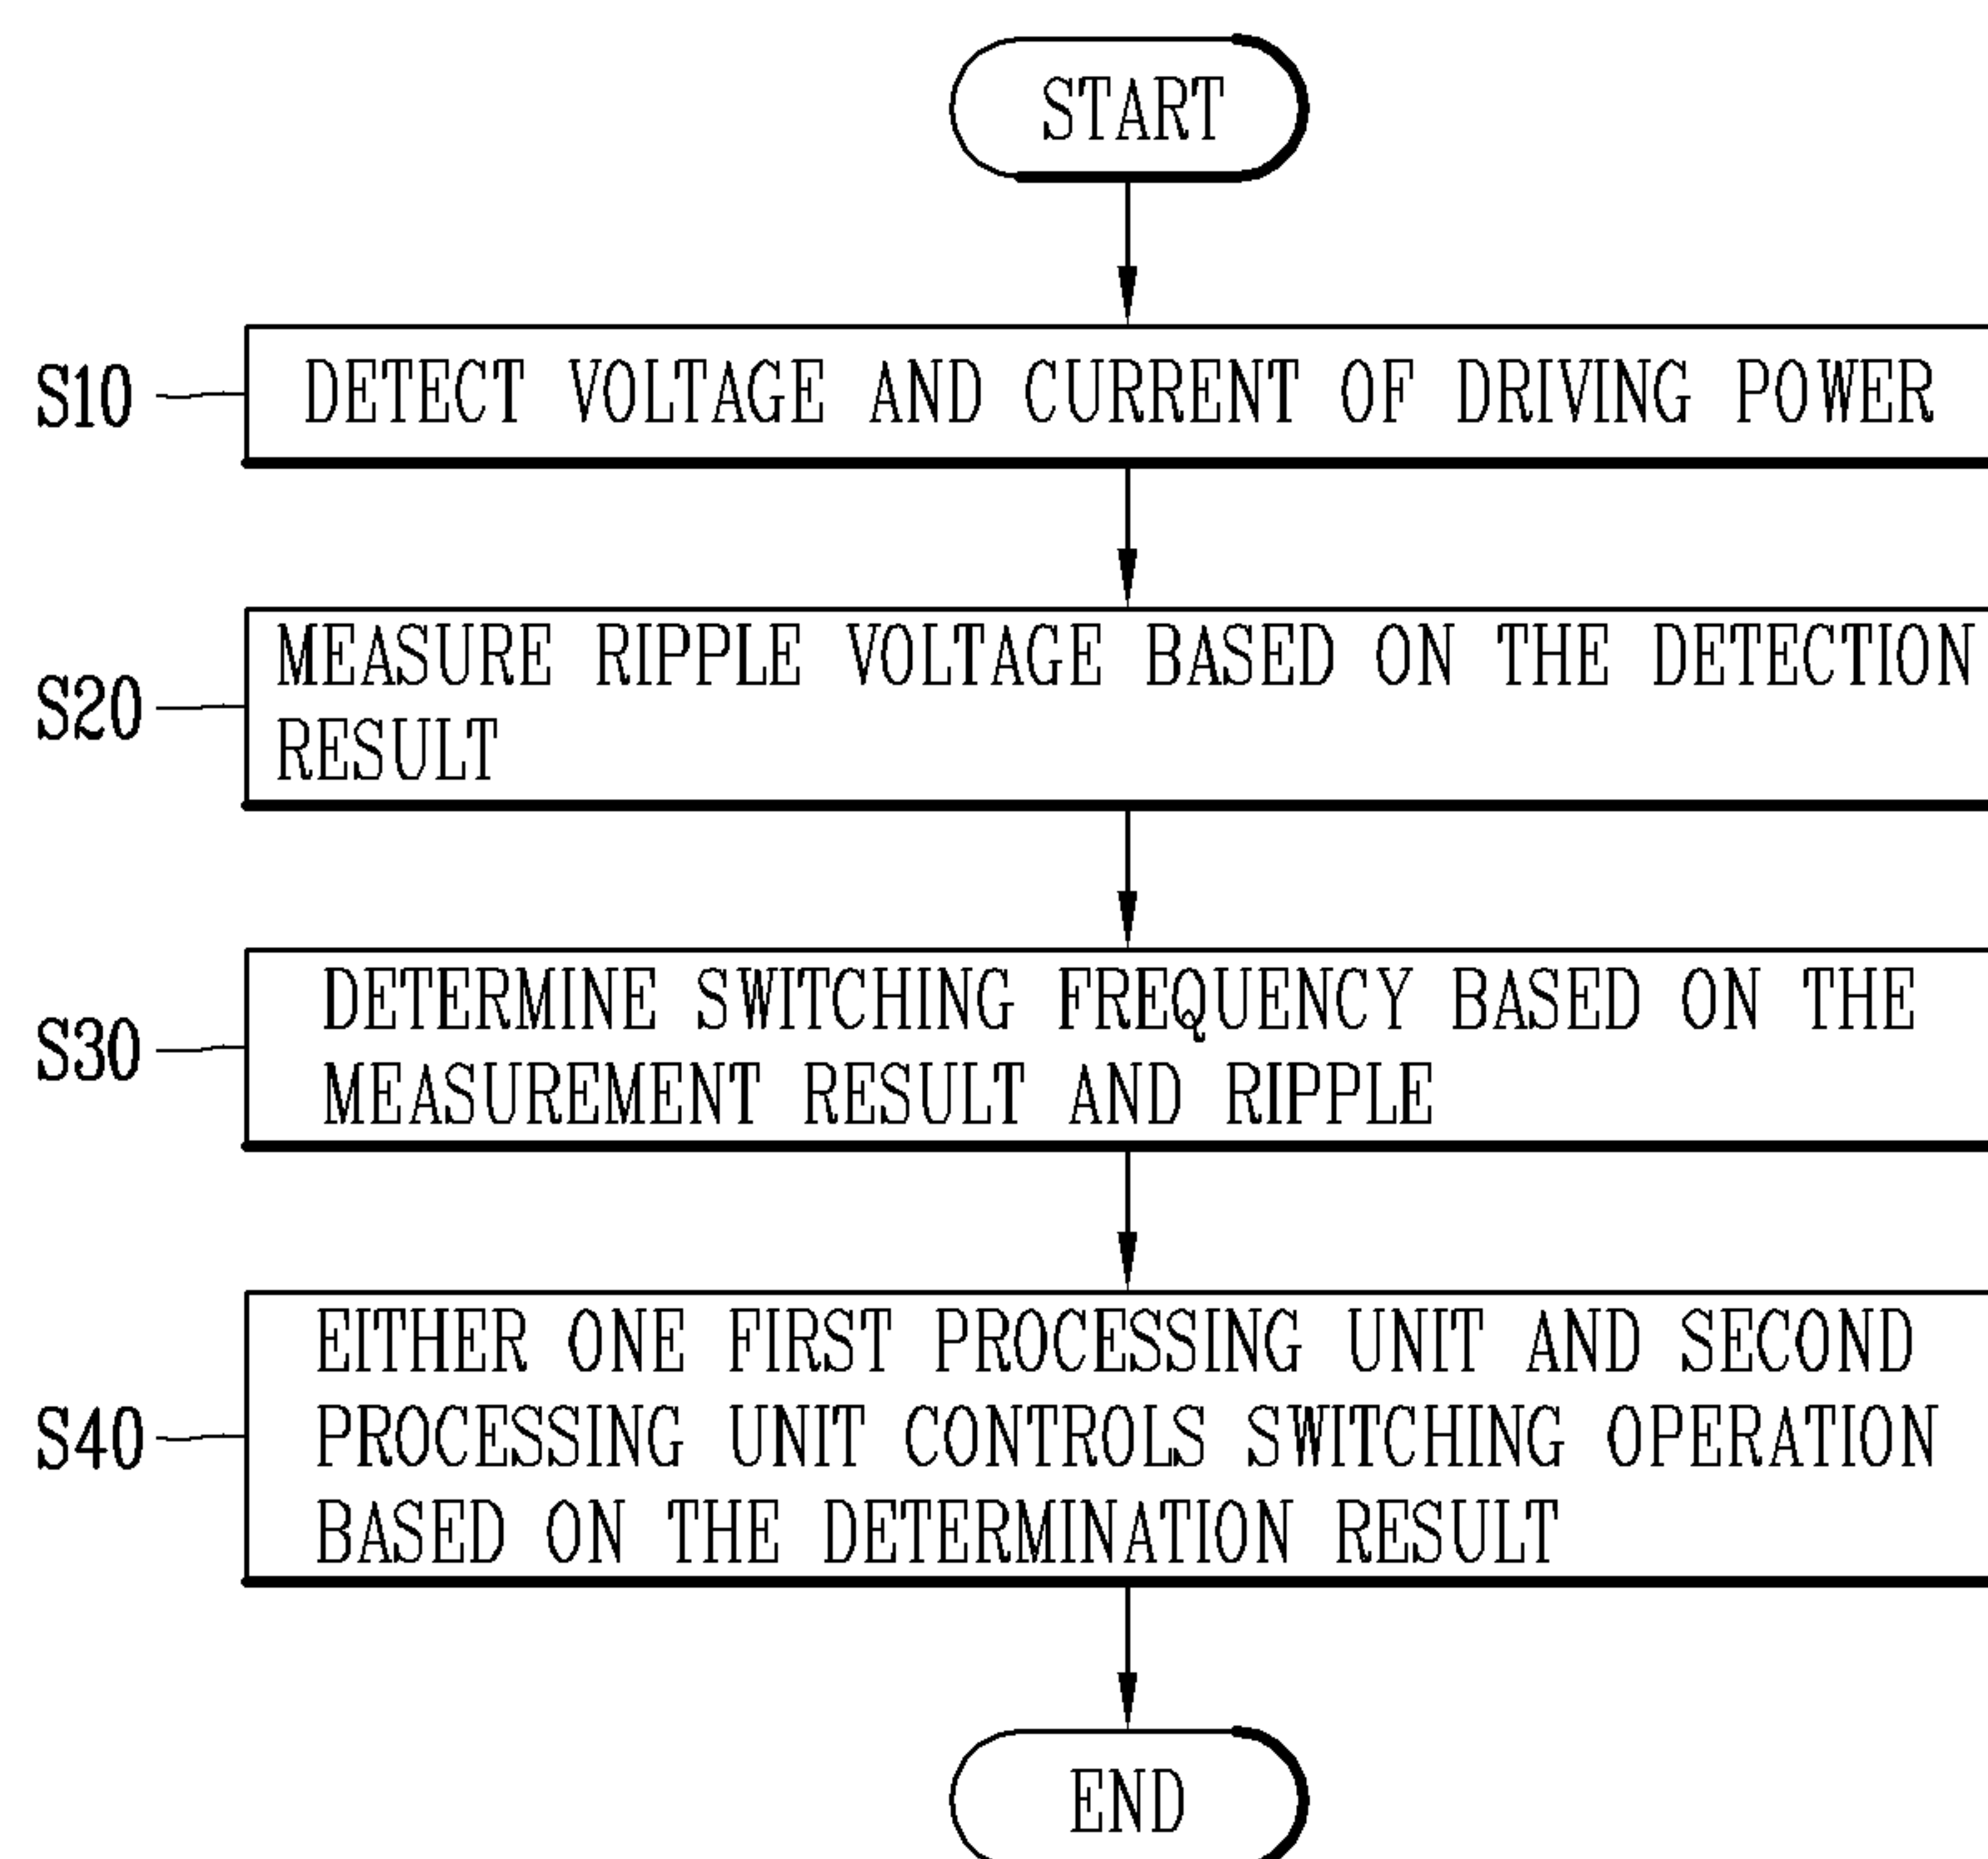 START
S10
DETECT VOLTAGE AND CURRENT OF DRIVING POWER
S20
MEASURE RIPPLE VOLTAGE BASED ON THE DETECTION
RESULT
S30
DETERMINE SWITCHING FREQUENCY BASED ON THE
MEASUREMENT RESULT AND RIPPLE
S40
EITHER ONE FIRST PROCESSING UNIT AND SECOND
PROCESSING UNIT CONTROLS SWITCHING OPERATION
BASED ON THE DETERMINATION RESULT
END